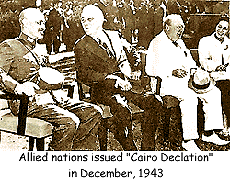 Allied nations issued "Cairo Declation"
in December, 1943